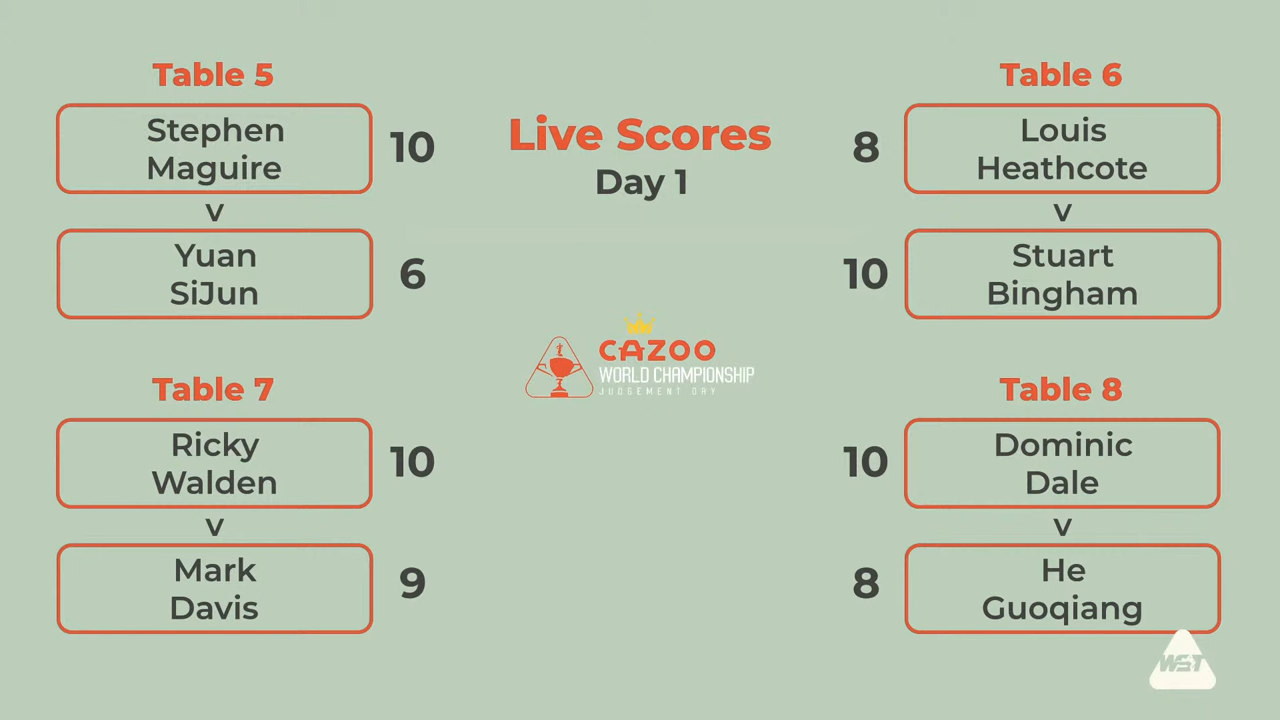 Live Scores
Day 1
Table 5
Stephen
Maguire
10
v
Yuan
SiJun
6
Table 6
Louis
Heathcote
8
v
Stuart
Bingham
10
CAZOO
WORLD CHAMPIONSHIP
JUDGEMENT DAY
Table 7
Ricky
Walden
10
v
Mark
Davis
9
Table 8
Dominic
Dale
10
v
He
Guoqiang
8
WST